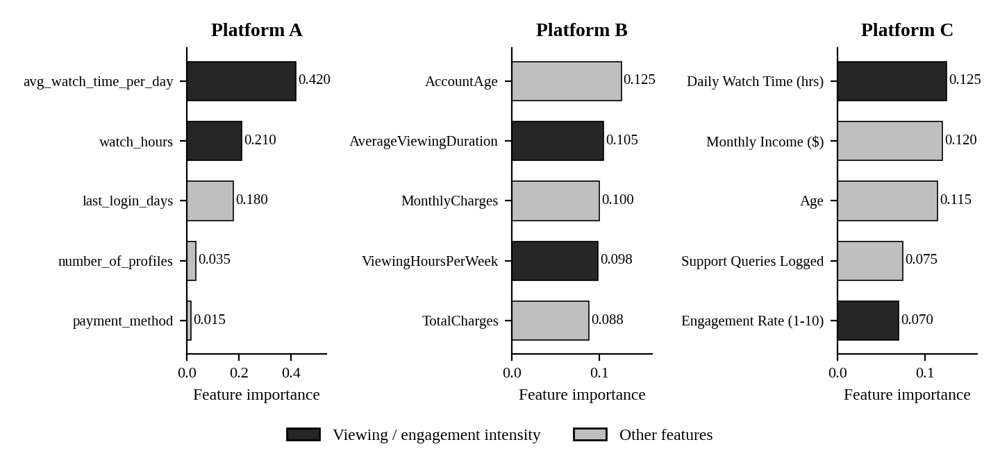 Platform A
avg_watch_time_per_day
0.420
watch_hours
0.210
last_login_days
0.180
number_of_profiles
0.035
payment_method
0.015
0.0 0.2 0.4
Feature importance
Platform B
AccountAge
0.125
AverageViewingDuration
0.105
MonthlyCharges
0.100
ViewingHoursPerWeek
0.098
TotalCharges
0.088
0.0 0.1
Feature importance
Platform C
Daily Watch Time (hrs)
0.125
Monthly Income ($)
0.120
Age
0.115
Support Queries Logged
0.075
Engagement Rate (1-10)
0.070
0.0 0.1
Feature importance
Viewing / engagement intensity
Other features